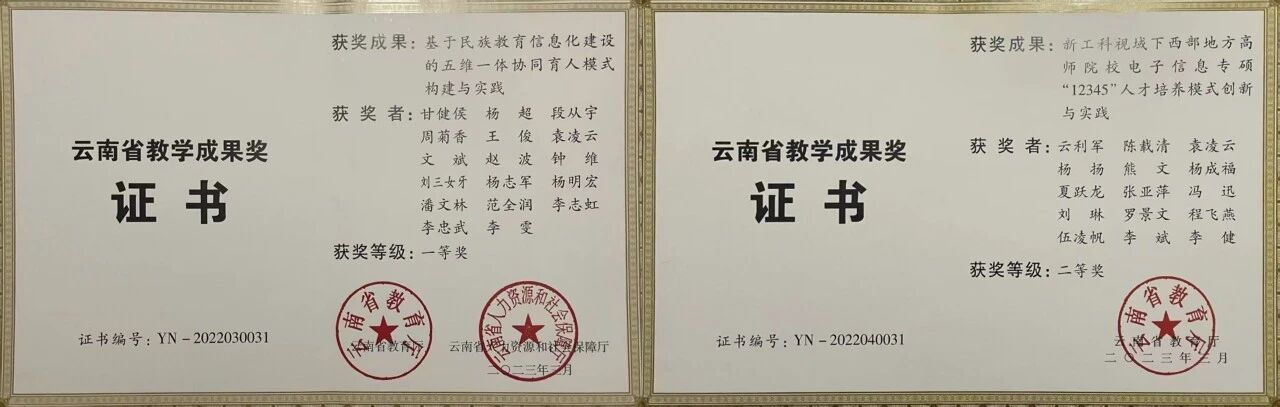 云南省教学成果奖
证书
证书编号：YN－2022030031
获奖成果：基于民族教育信息化建设
的五维一体协同育人模式
构建与实践
获奖者：甘健侯 杨超 段从宇
周菊香 王俊 袁凌云
文斌 赵波 钟维
刘三女牙 杨志军 杨明宏
潘文林 范全润 李志虹
李忠武 李雯
获奖等级：一等奖
云南省教育厅
云南省人力资源和社会保障厅
云南省教育厅 云南省人力资源和社会保障厅
二〇二三年三月
云南省教学成果奖
证书
证书编号：YN－2022040031
获奖成果：新工科视域下西部地方高
师院校电子信息专硕
“12345”人才培养模式创新
与实践
获奖者：云利军 陈载清 袁凌云
杨扬 熊文 杨成福
夏跃龙 张亚萍 冯迅
刘琳 罗景文 程飞燕
伍凌帆 李斌 李健
获奖等级：二等奖
云南省教育厅
云南省教育厅
二〇二三年三月